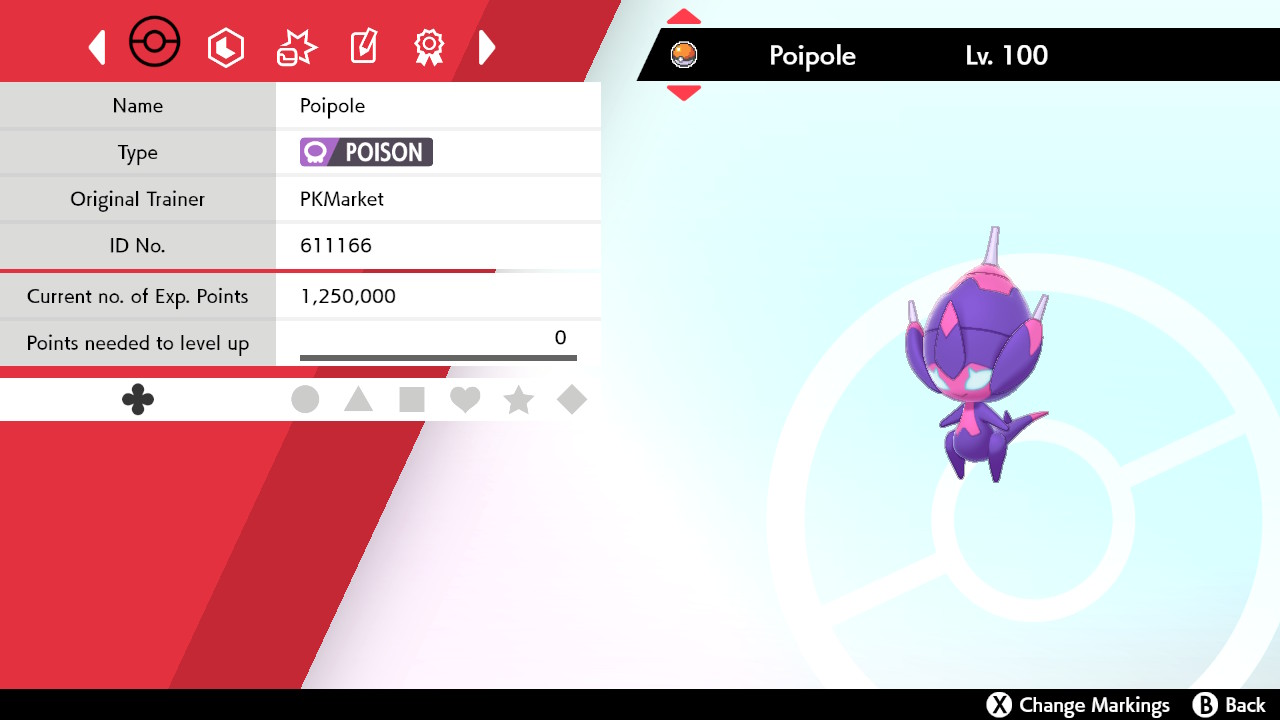 Poipole Lv. 100
Name Poipole
Type POISON
Original Trainer PKMarket
ID No. 611166
Current no. of Exp. Points 1,250,000
Points needed to level up 0
X Change Markings B Back